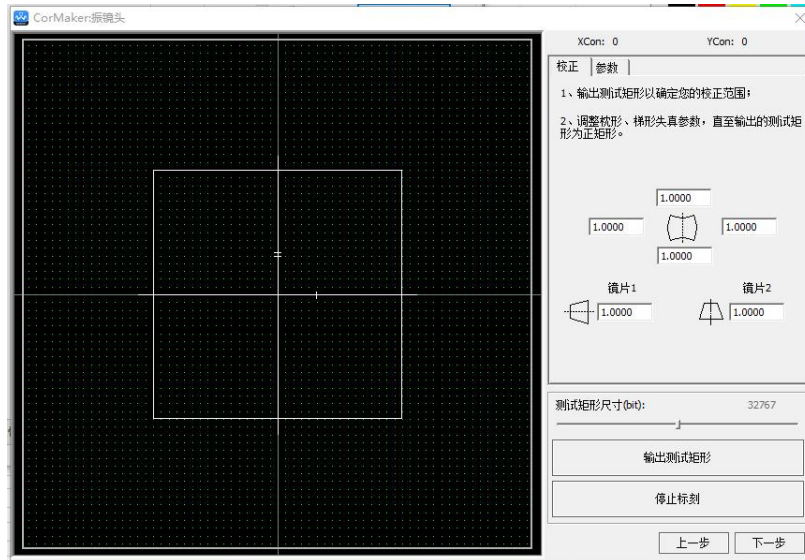 CorMaker:振镜头
XCon: 0 YCon: 0
校正 参数
1、输出测试矩形以确定您的校正范围；
2、调整枕形、梯形失真参数，直至输出的测试矩
形为正矩形。
1.0000
1.0000 1.0000
1.0000
镜片1 镜片2
1.0000 1.0000
测试矩形尺寸(bit): 32767
输出测试矩形
停止标刻
上一步 下一步